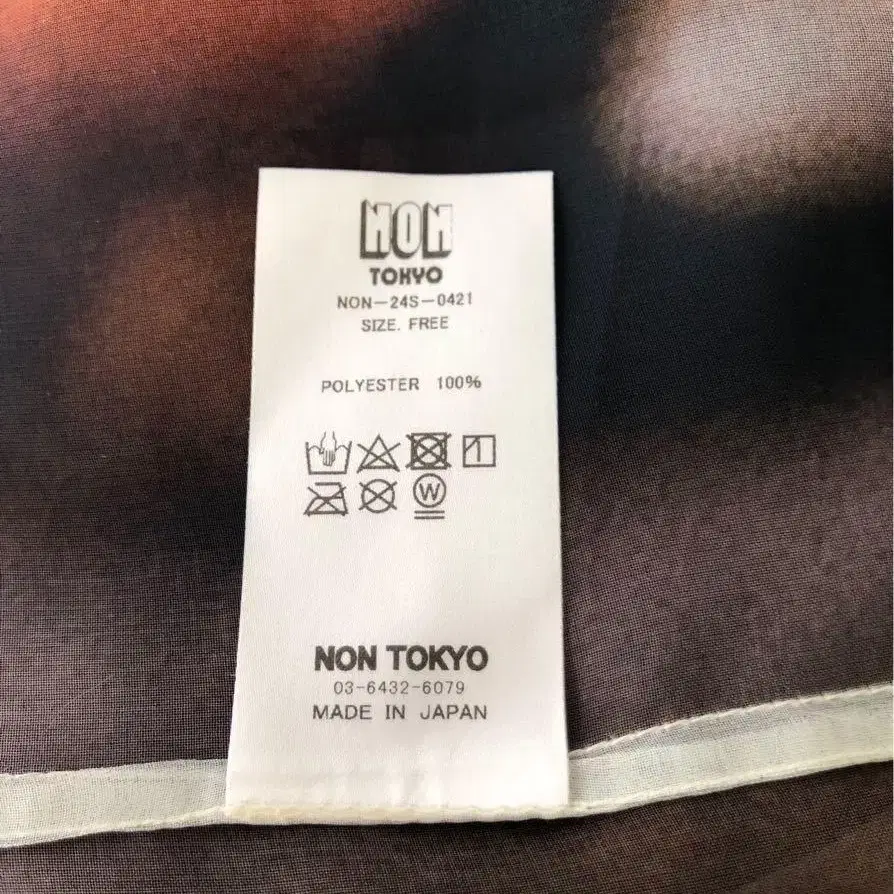 NON
TOKYO
NON-24S-0421
SIZE. FREE
POLYESTER 100%
W
NON TOKYO
03-6432-6079
MADE IN JAPAN